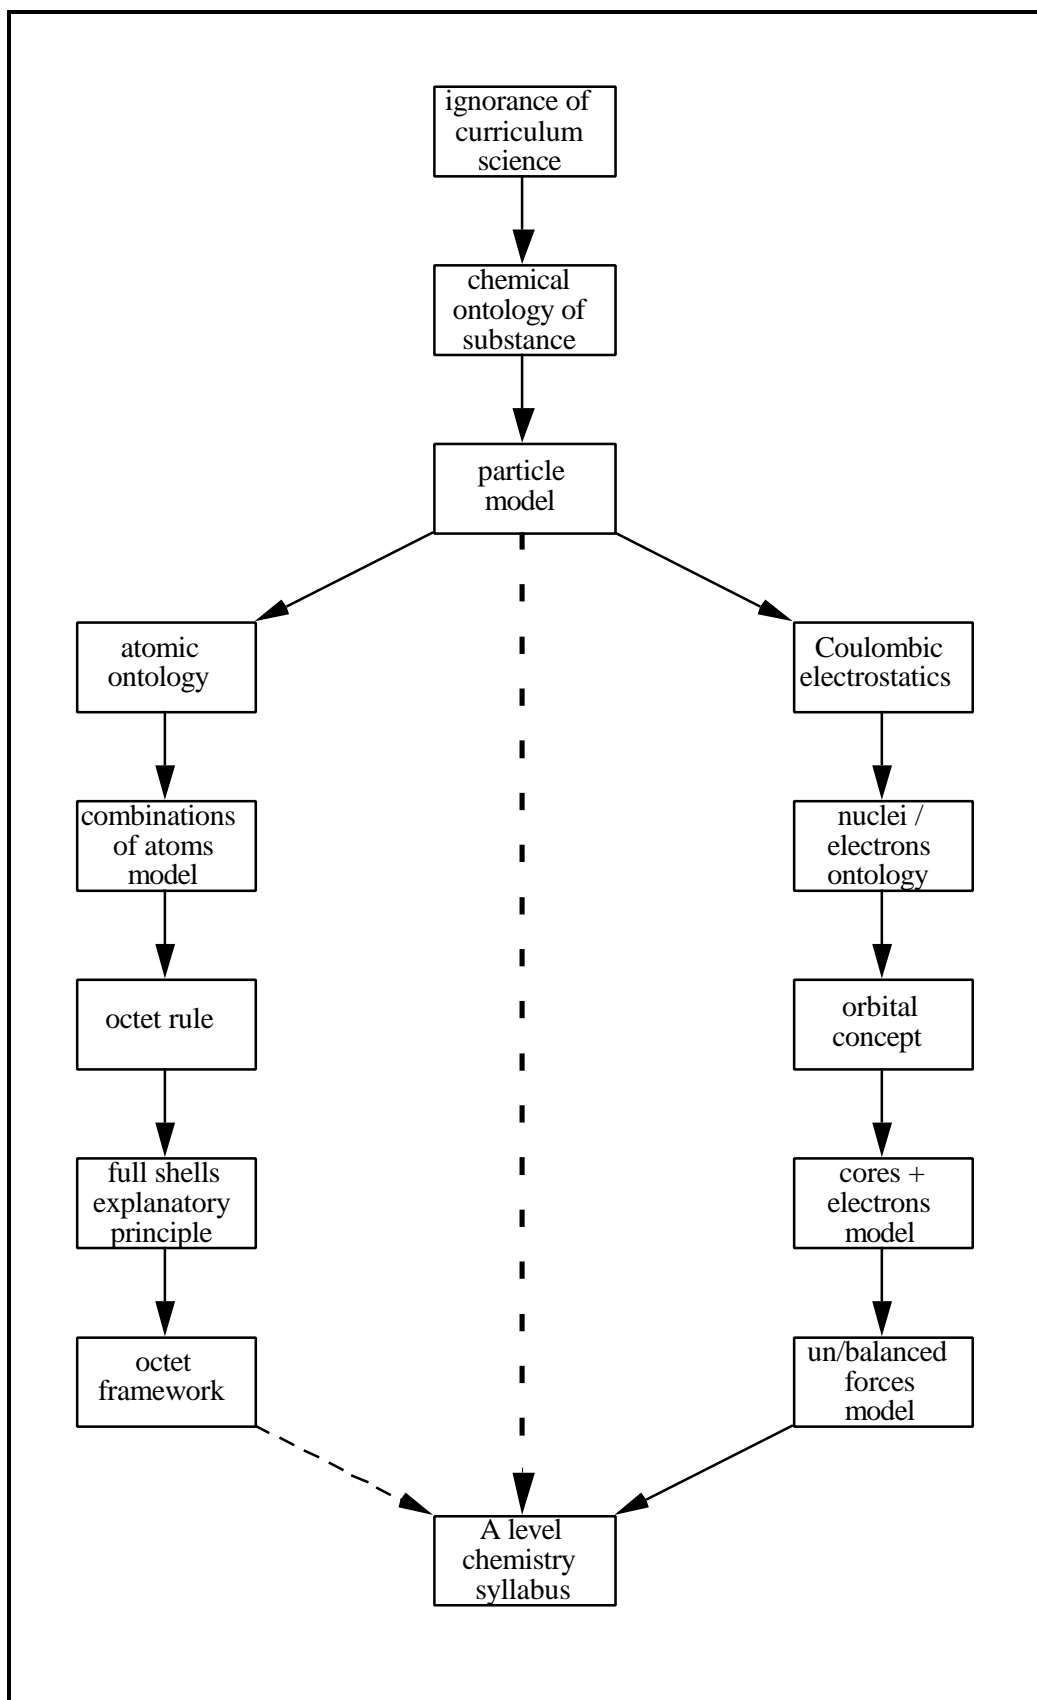 ignorance of
curriculum
science
chemical
ontology of
substance
particle
model
atomic
ontology
combinations
of atoms
model
octet rule
full shells
explanatory
principle
octet
framework
Coulombic
electrostatics
nuclei /
electrons
ontology
orbital
concept
cores +
electrons
model
un/balanced
forces
model
A level
chemistry
syllabus